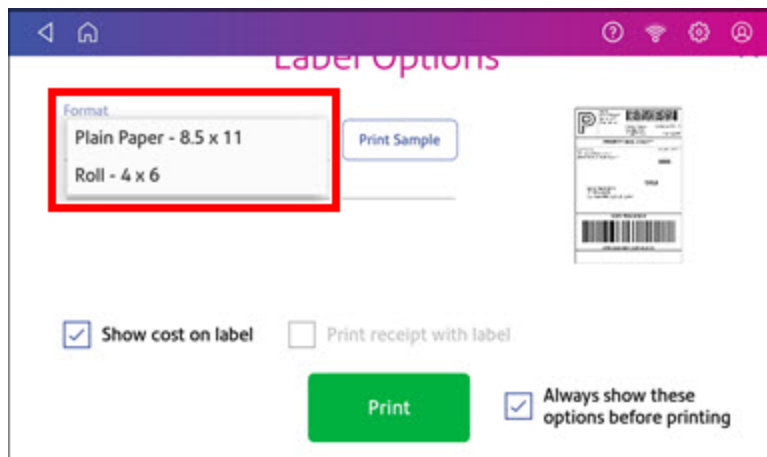 Label Options
Format
Plain Paper - 8.5 x 11
Print Sample
Roll - 4 x 6
P
Show cost on label
Print receipt with label
Print
Always show these
options before printing